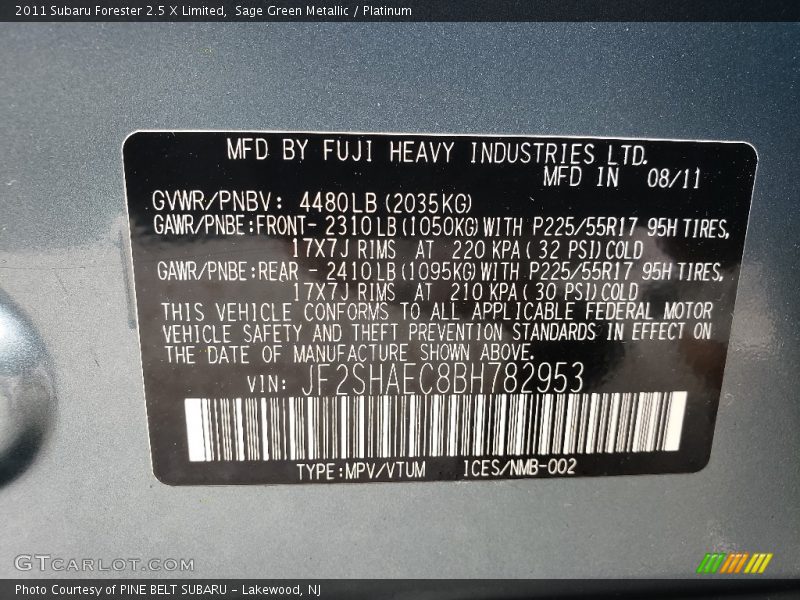 2011 Subaru Forester 2.5 X Limited, Sage Green Metallic / Platinum
MFD BY FUJI HEAVY INDUSTRIES LTD.
MFD IN 08/11
GVWR/PNBV: 4480LB (2035KG)
GAWR/PNBE:FRONT- 2310LB (1050KG) WITH P225/55R17 95H TIRES,
17X7J RIMS AT 220 KPA ( 32 PSI) COLD
GAWR/PNBE:REAR - 2410LB (1095KG) WITH P225/55R17 95H TIRES,
17X7J RIMS AT 210 KPA ( 30 PSI) COLD
THIS VEHICLE CONFORMS TO ALL APPLICABLE FEDERAL MOTOR
VEHICLE SAFETY AND THEFT PREVENTION STANDARDS IN EFFECT ON
THE DATE OF MANUFACTURE SHOWN ABOVE.
VIN: JF2SHAEC8BH782953
TYPE:MPV/VTUM ICES/NMB-002
GTCARLOT.COM
Photo Courtesy of PINE BELT SUBARU - Lakewood, NJ